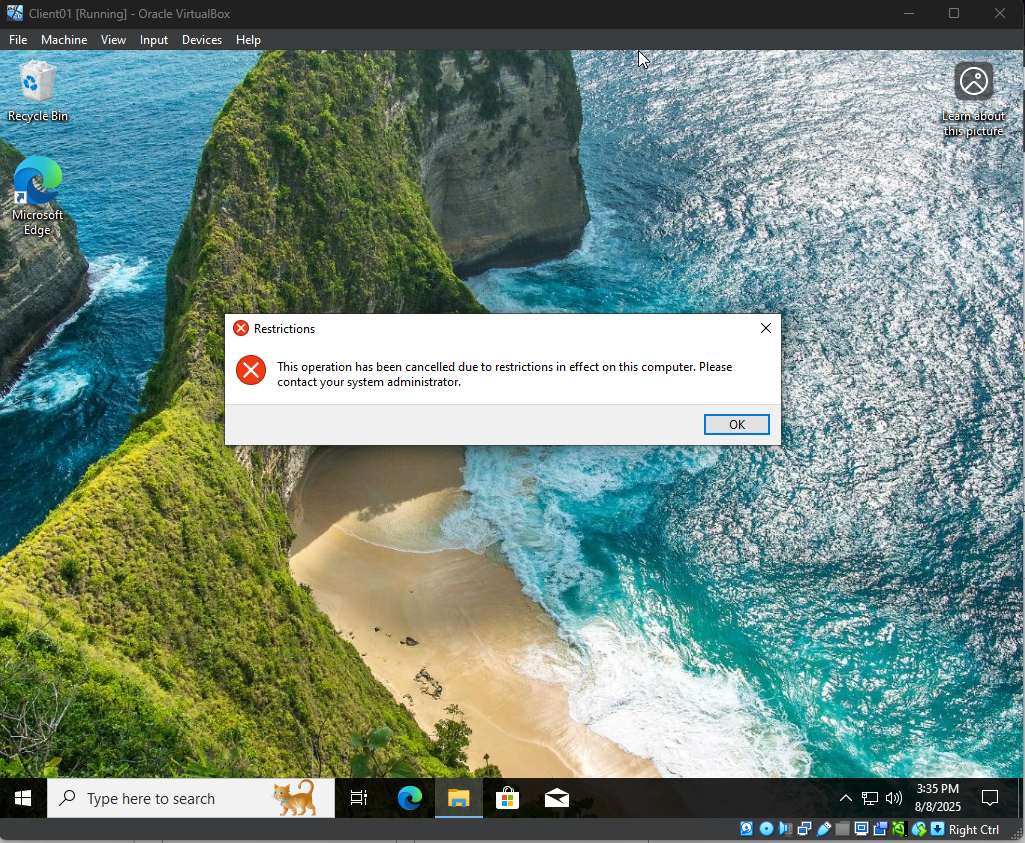 Client01 [Running] - Oracle VirtualBox
File Machine View Input Devices Help
Recycle Bin
Learn about
this picture
Microsoft
Edge
Restrictions
This operation has been cancelled due to restrictions in effect on this computer. Please
contact your system administrator.
OK
Type here to search
3:35 PM
8/8/2025
Right Ctrl